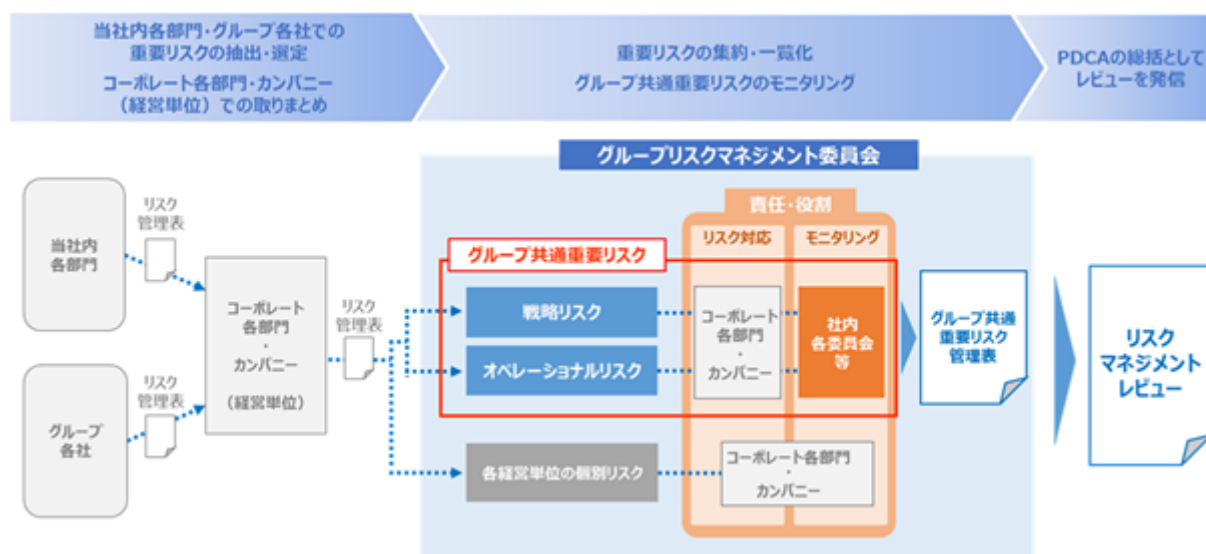 当社内各部門・グループ各社での
重要リスクの抽出・選定
コーポレート各部門・カンパニー
（経営単位）での取りまとめ
重要リスクの集約・一覧化
グループ共通重要リスクのモニタリング
PDCAの総括として
レビューを発信
グループリスクマネジメント委員会
責任・役割
リスク対応
モニタリング
当社内
各部門
リスク
管理表
グループ
各社
リスク
管理表
コーポレート
各部門
・
カンパニー
（経営単位）
リスク
管理表
グループ共通重要リスク
戦略リスク
オペレーショナルリスク
コーポレート
各部門
・
カンパニー
社内
各委員会
等
各経営単位の個別リスク
コーポレート各部門
・
カンパニー
グループ共通
重要リスク
管理表
リスク
マネジメント
レビュー